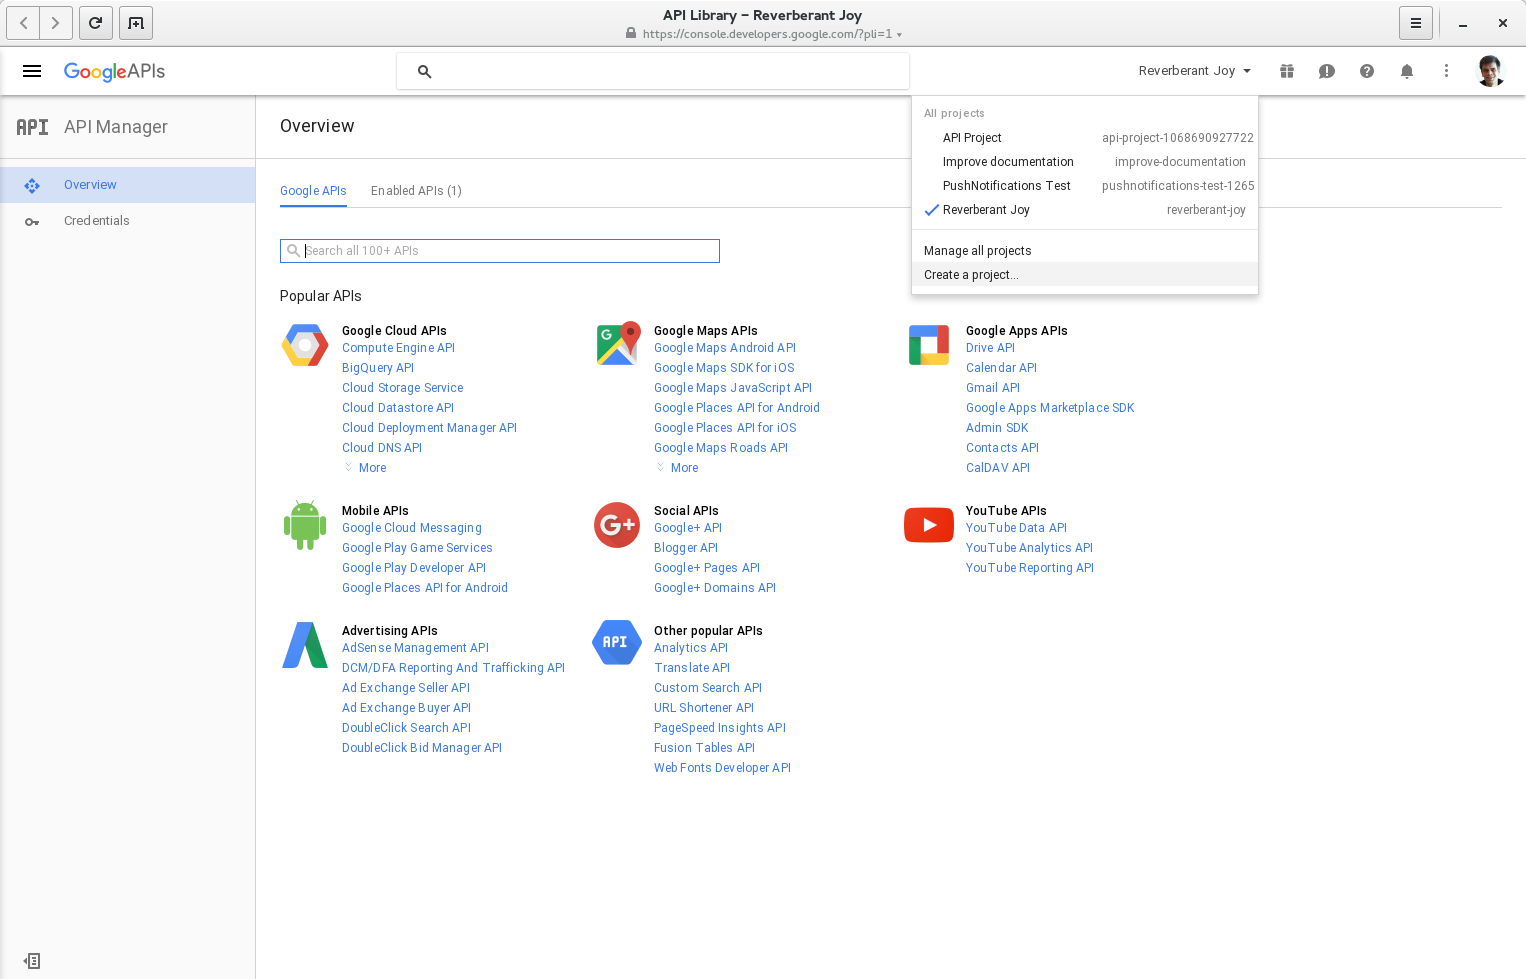 API Library – Reverberant Joy
https://console.developers.google.com/?pli=1
Google APIs
Reverberant Joy
API
API Manager
Overview
Credentials
Overview
Google APIs
Enabled APIs (1)
Search all 100+ APIs
All projects
API Project api-project-1068690927722
Improve documentation improve-documentation
PushNotifications Test pushnotifications-test-1265
Reverberant Joy reverberant-joy
Manage all projects
Create a project...
Popular APIs
Google Cloud APIs
Compute Engine API
BigQuery API
Cloud Storage Service
Cloud Datastore API
Cloud Deployment Manager API
Cloud DNS API
More
G
Google Maps APIs
Google Maps Android API
Google Maps SDK for iOS
Google Maps JavaScript API
Google Places API for Android
Google Places API for iOS
Google Maps Roads API
More
Google Apps APIs
Drive API
Calendar API
Gmail API
Google Apps Marketplace SDK
Admin SDK
Contacts API
CalDAV API
Mobile APIs
Google Cloud Messaging
Google Play Game Services
Google Play Developer API
Google Places API for Android
G+
Social APIs
Google+ API
Blogger API
Google+ Pages API
Google+ Domains API
YouTube APIs
YouTube Data API
YouTube Analytics API
YouTube Reporting API
Advertising APIs
AdSense Management API
DCM/DFA Reporting And Trafficking API
Ad Exchange Seller API
Ad Exchange Buyer API
DoubleClick Search API
DoubleClick Bid Manager API
API
Other popular APIs
Analytics API
Translate API
Custom Search API
URL Shortener API
PageSpeed Insights API
Fusion Tables API
Web Fonts Developer API